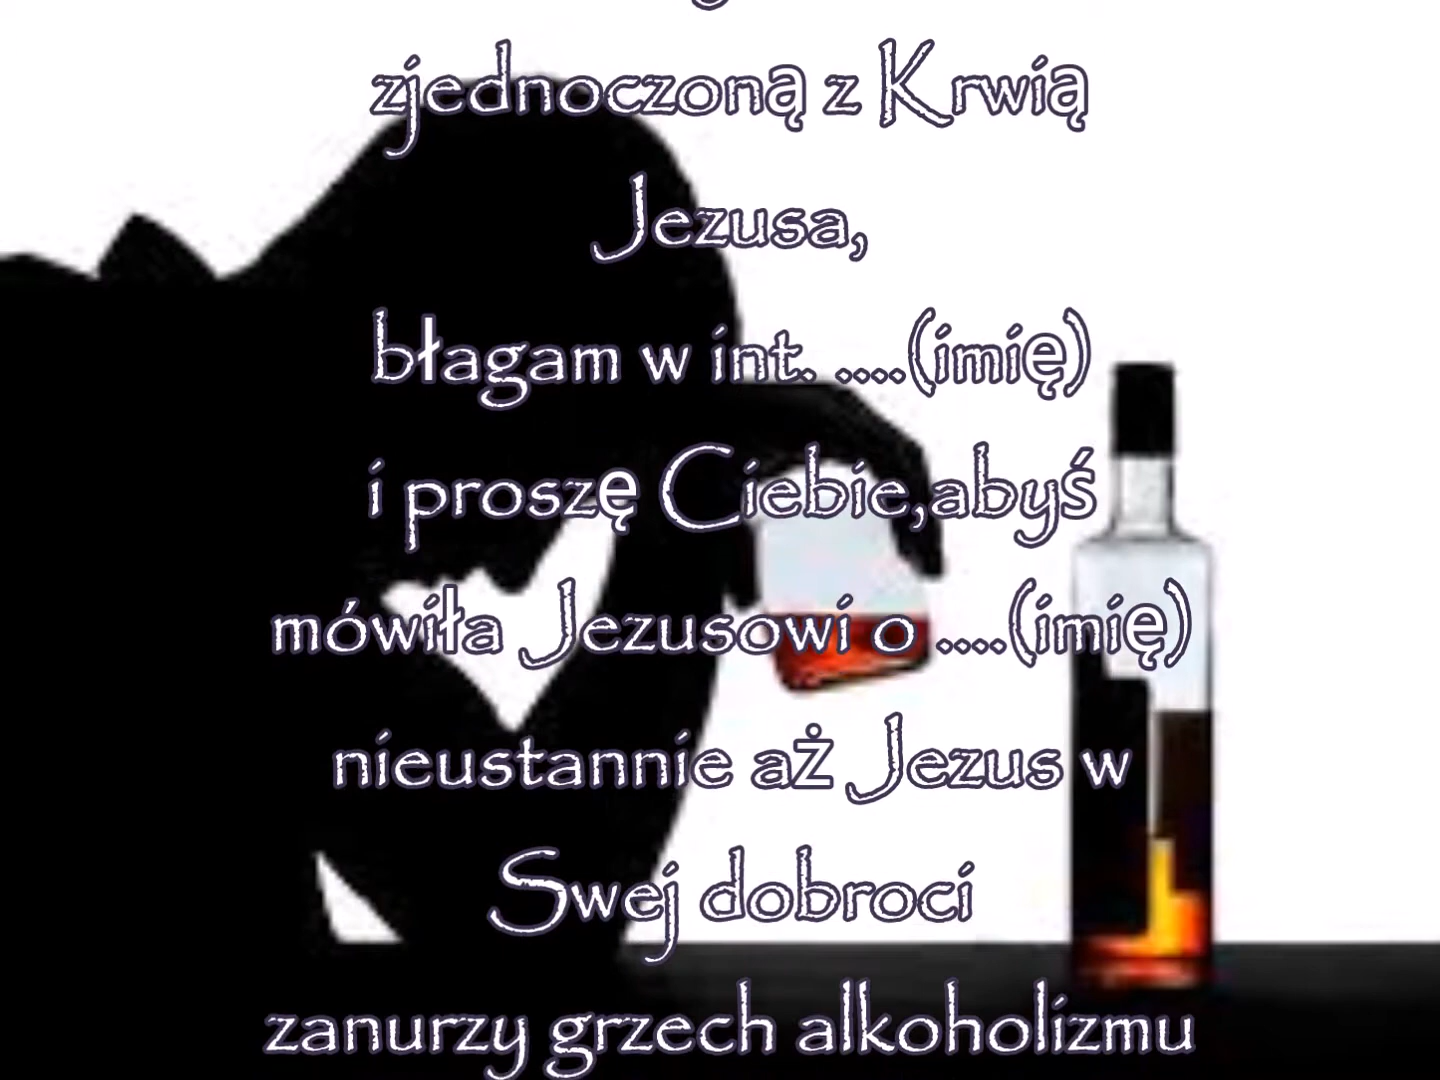 zjednoczoną z Krwią
Jezusa,
błagam w int. ....(imię)
i proszę Ciebie,abyś
mówiła Jezusowi o ....(imię)
nieustannie aż Jezus w
Swej dobroci
zanurzy grzech alkoholizmu